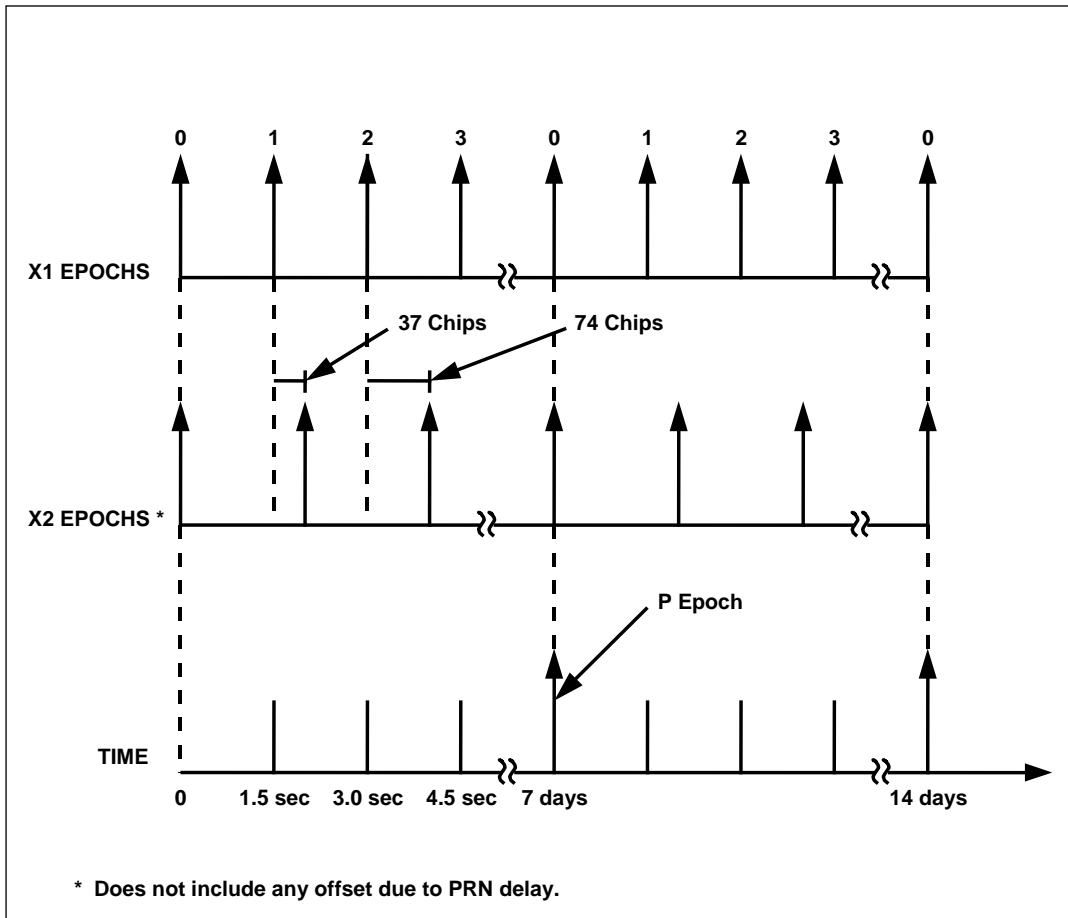 0 1 2 3 0 1 2 3 0
X1 EPOCHS
37 Chips 74 Chips
X2 EPOCHS *
P Epoch
TIME
0 1.5 sec 3.0 sec 4.5 sec 7 days 14 days
* Does not include any offset due to PRN delay.